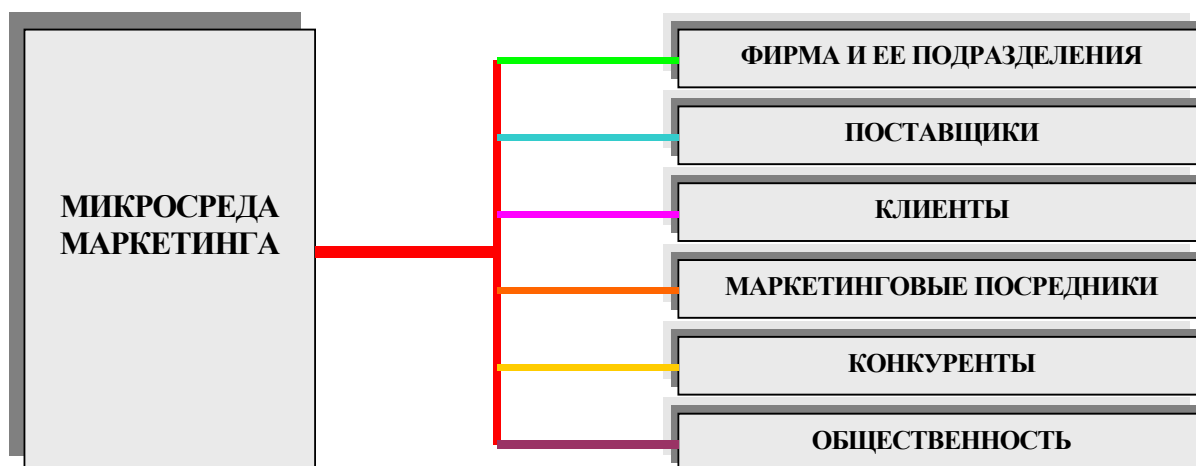 МИКРОСРЕДА
МАРКЕТИНГА
ФИРМА И ЕЕ ПОДРАЗДЕЛЕНИЯ
ПОСТАВЩИКИ
КЛИЕНТЫ
МАРКЕТИНГОВЫЕ ПОСРЕДНИКИ
КОНКУРЕНТЫ
ОБЩЕСТВЕННОСТЬ